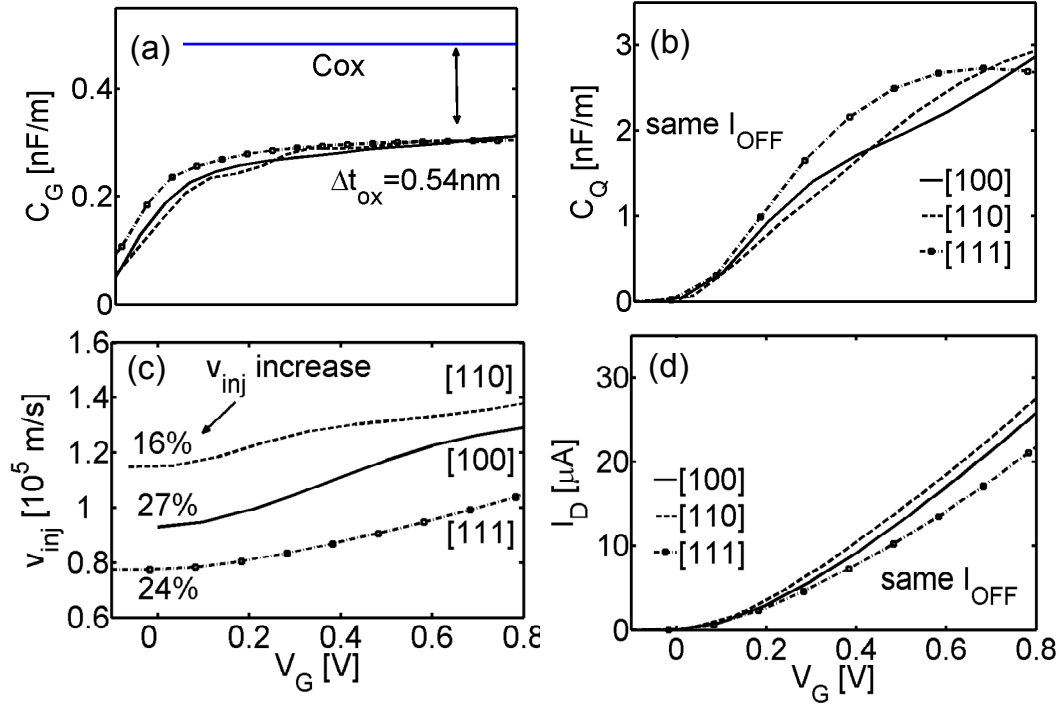 (a)
Cox
Δt_ox=0.54nm
C_G [nF/m]
0.4
0.2
0
(b)
same I_OFF
[100]
[110]
[111]
C_Q [nF/m]
3
2
1
0
(c)
v_inj increase
[110]
16%
[100]
27%
[111]
24%
v_inj [10^5 m/s]
1.6
1.4
1.2
1
0.8
0.6
0 0.2 0.4 0.6 0.8
V_G [V]
(d)
[100]
[110]
[111]
same I_OFF
I_D [μA]
30
20
10
0
0 0.2 0.4 0.6 0.8
V_G [V]